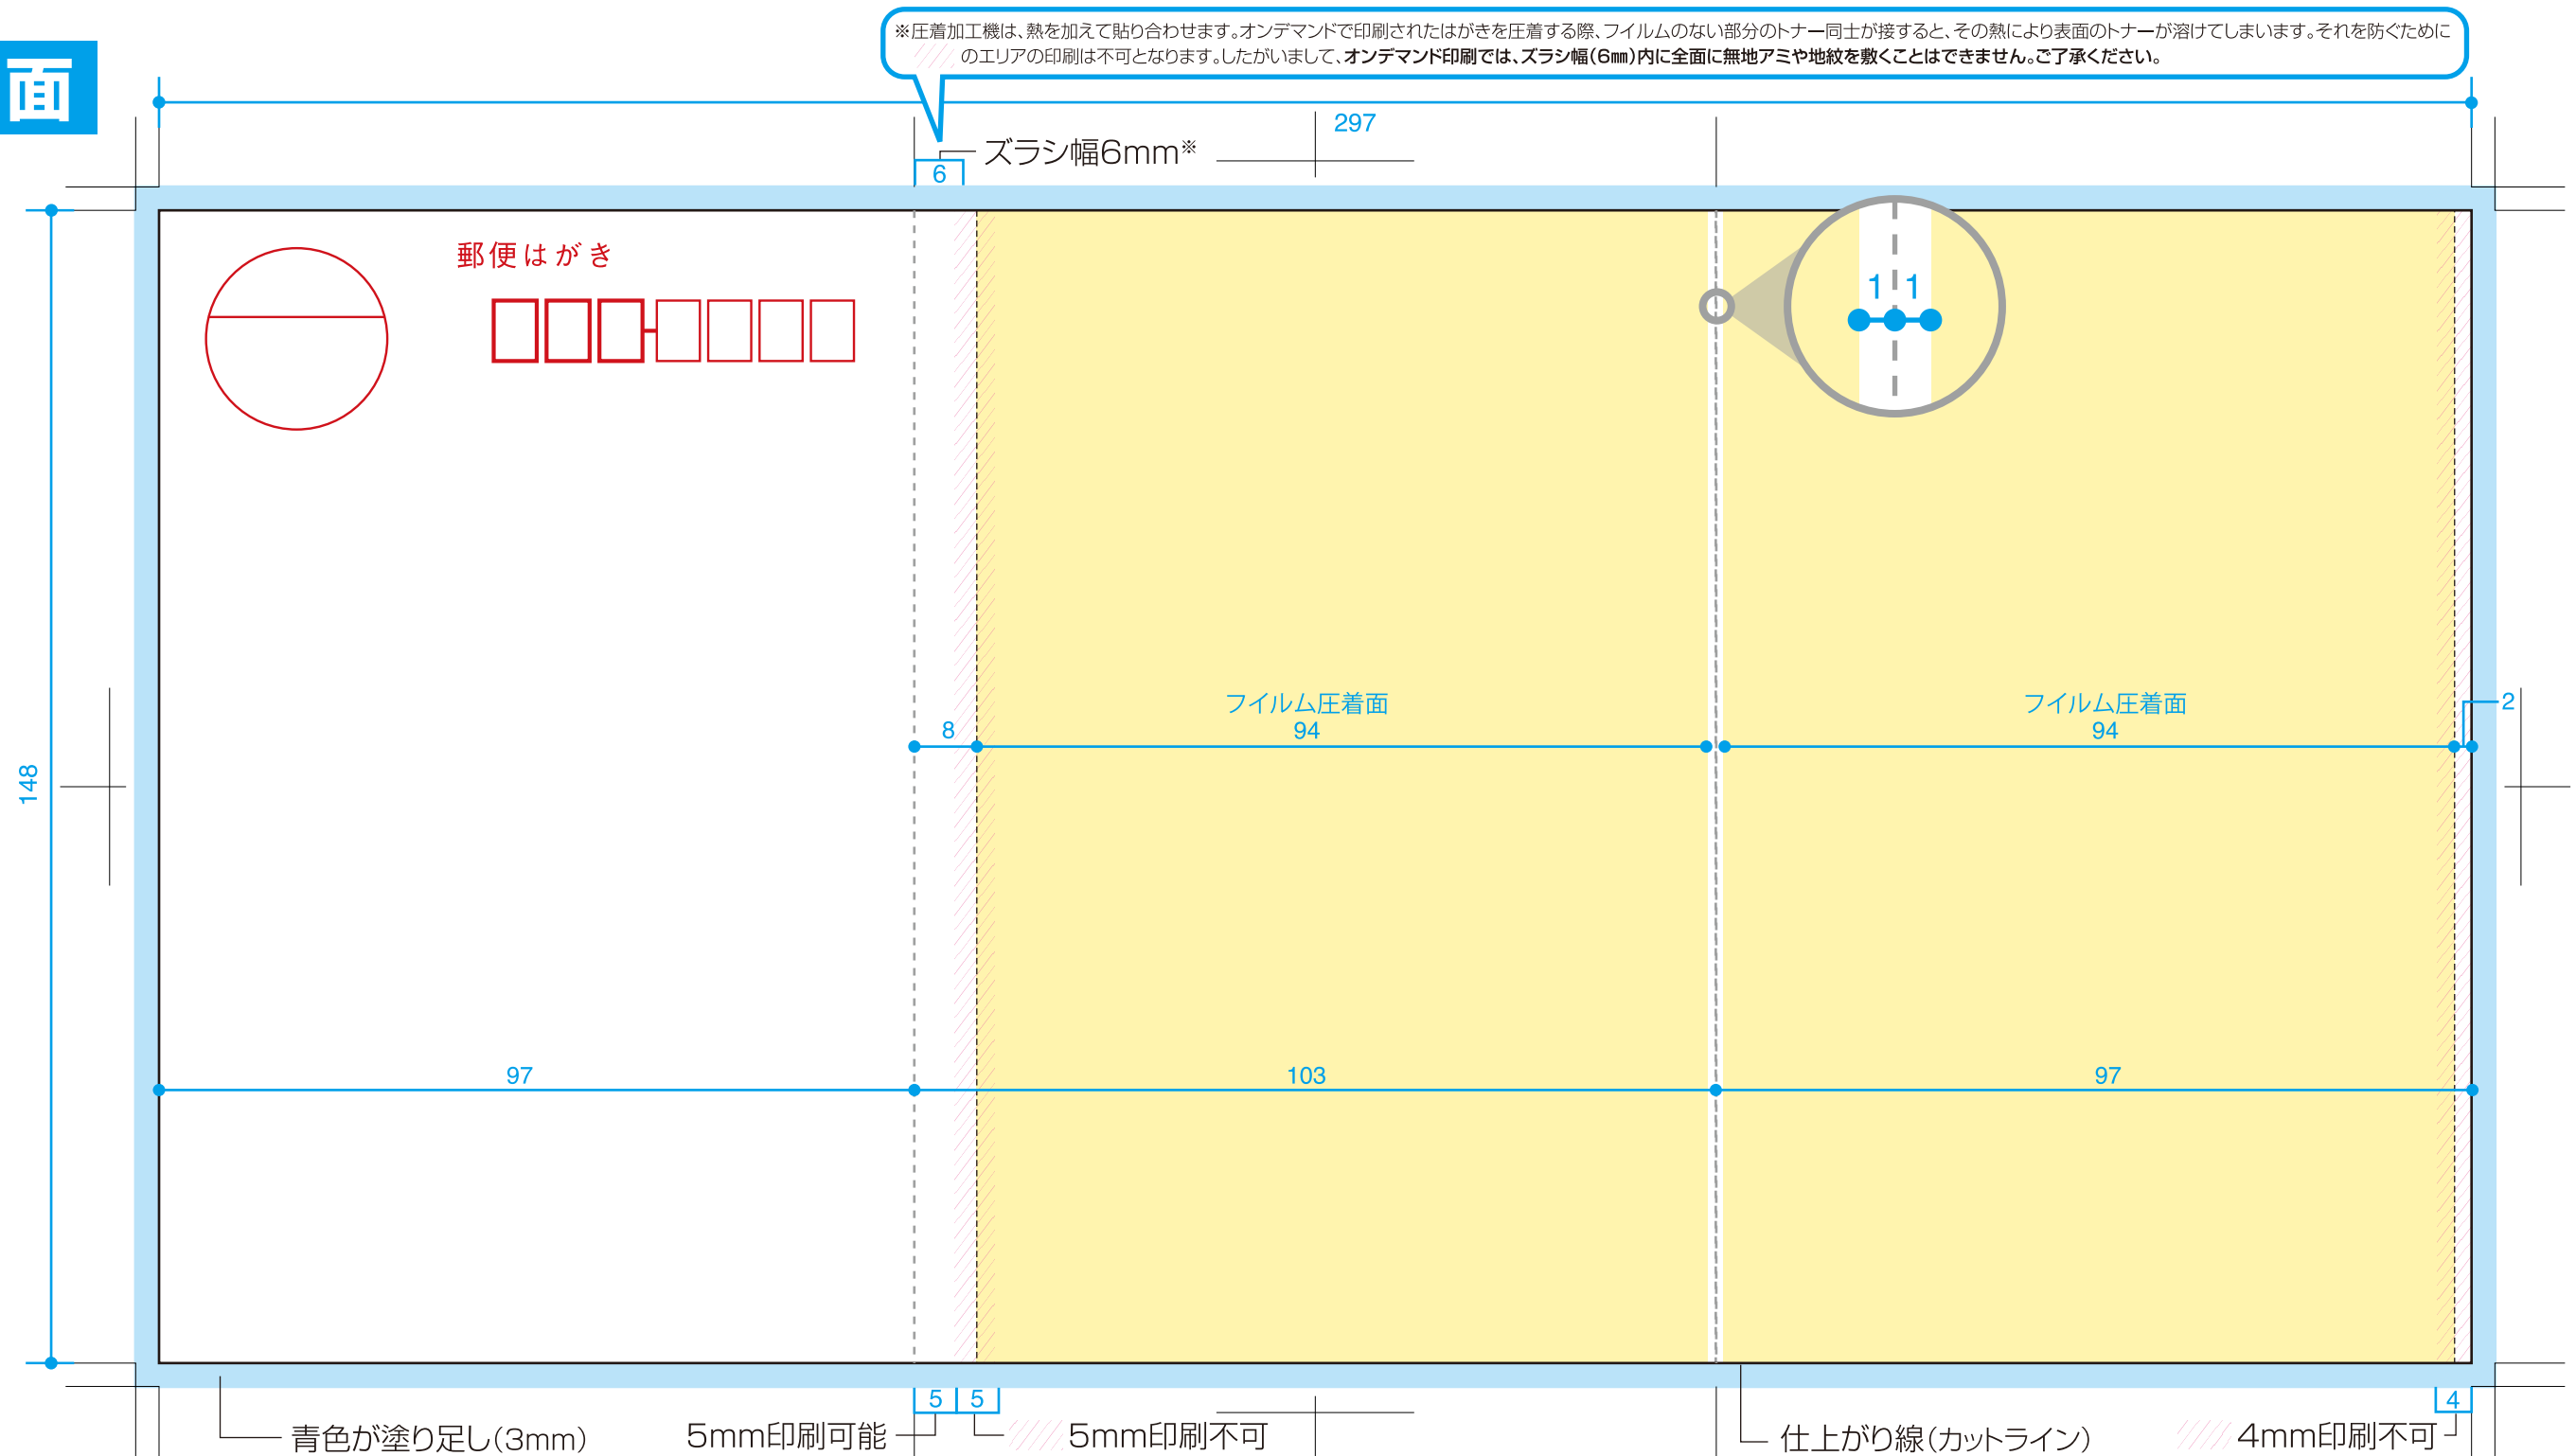 ※圧着加工機は、熱を加えて貼り合わせます。オンデマンドで印刷されたはがきを圧着する際、フイルムのない部分のトナー同士が接すると、その熱により表面のトナーが溶けてしまいます。それを防ぐために
のエリアの印刷は不可となります。したがいまして、オンデマンド印刷では、ズラシ幅（6㎜）内に全面に無地アミや地紋を敷くことはできません。ご了承ください。
面
297
ズラシ幅6mm※
6
郵便はがき
1 1
フイルム圧着面
フイルム圧着面
2
8
94
94
148
97
103
97
5 5
4
青色が塗り足し（3mm）
5mm印刷可能
5mm印刷不可
仕上がり線（カットライン）
4mm印刷不可